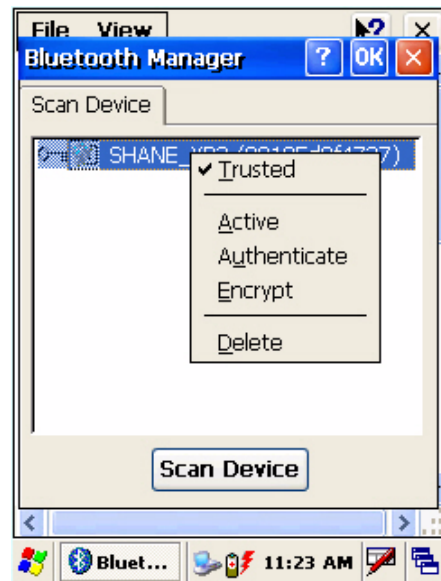 File View
Bluetooth Manager ? OK
Scan Device
SHANE_
Trusted
Active
Authenticate
Encrypt
Delete
Scan Device
Bluet... 11:23 AM